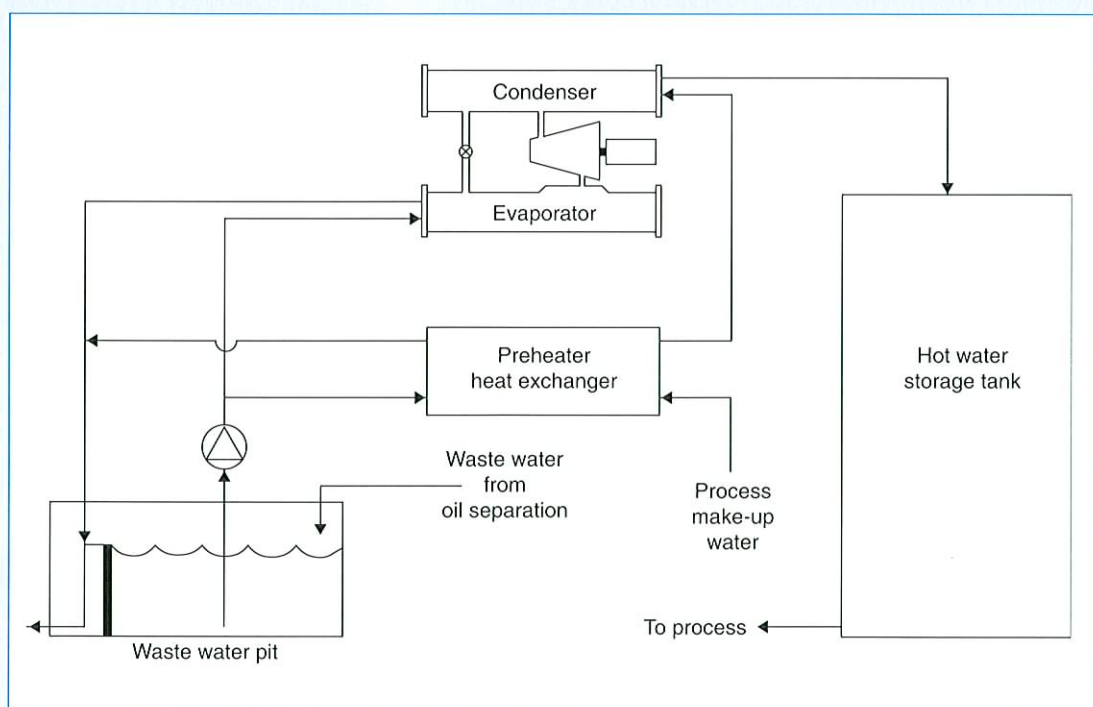 Condenser
Evaporator
Preheater
heat exchanger
Hot water
storage tank
Waste water
from
oil separation
Process
make-up
water
To process
Waste water pit